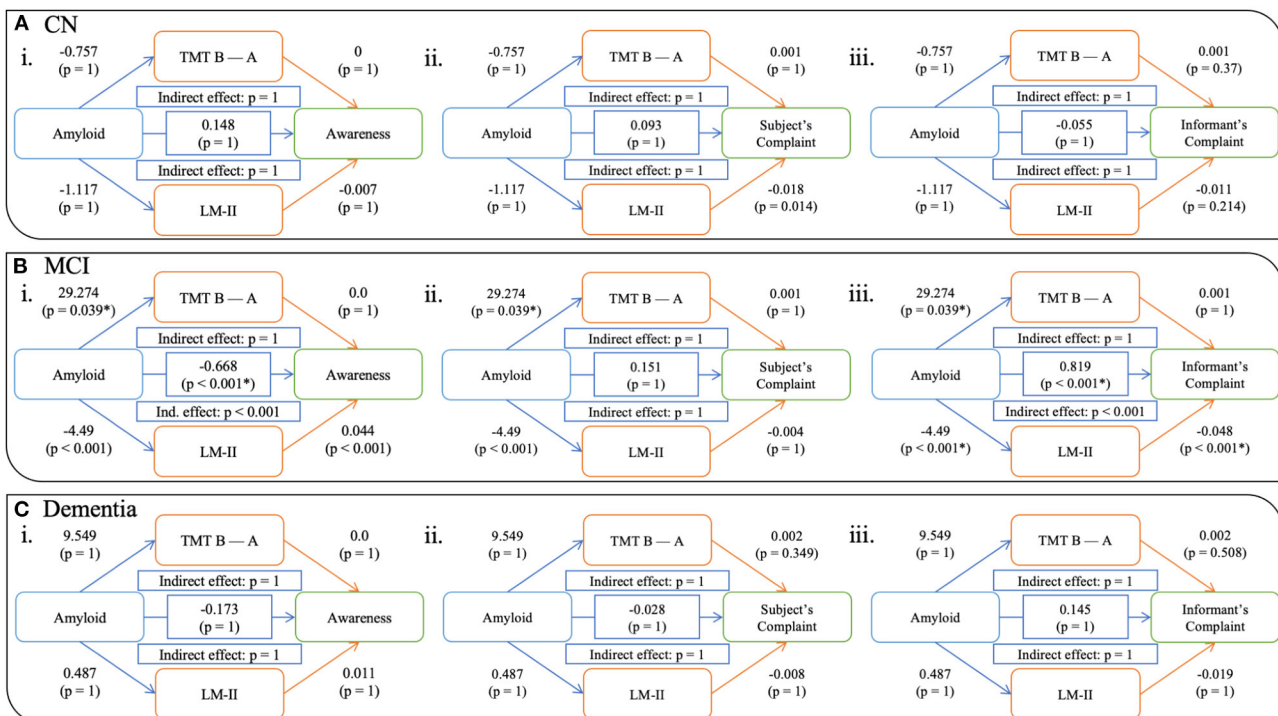 A CN
i.
-0.757
(p = 1)
TMT B — A
0
(p = 1)
Indirect effect: p = 1
Amyloid
0.148
(p = 1)
Awareness
Indirect effect: p = 1
-1.117
(p = 1)
LM-II
-0.007
(p = 1)
ii.
-0.757
(p = 1)
TMT B — A
0.001
(p = 1)
Indirect effect: p = 1
Amyloid
0.093
(p = 1)
Subject's
Complaint
Indirect effect: p = 1
-1.117
(p = 1)
LM-II
-0.018
(p = 0.014)
iii.
-0.757
(p = 1)
TMT B — A
0.001
(p = 0.37)
Indirect effect: p = 1
Amyloid
-0.055
(p = 1)
Informant's
Complaint
Indirect effect: p = 1
-1.117
(p = 1)
LM-II
-0.011
(p = 0.214)
B MCI
i.
29.274
(p = 0.039*)
TMT B — A
0.0
(p = 1)
Indirect effect: p = 1
Amyloid
-0.668
(p < 0.001*)
Awareness
Ind. effect: p < 0.001
-4.49
(p < 0.001)
LM-II
0.044
(p < 0.001)
ii.
29.274
(p = 0.039*)
TMT B — A
0.001
(p = 1)
Indirect effect: p = 1
Amyloid
0.151
(p = 1)
Subject's
Complaint
Indirect effect: p = 1
-4.49
(p < 0.001)
LM-II
-0.004
(p = 1)
iii.
29.274
(p = 0.039*)
TMT B — A
0.001
(p = 1)
Indirect effect: p = 1
Amyloid
0.819
(p < 0.001*)
Informant's
Complaint
Indirect effect: p < 0.001
-4.49
(p < 0.001*)
LM-II
-0.048
(p < 0.001*)
C Dementia
i.
9.549
(p = 1)
TMT B — A
0.0
(p = 1)
Indirect effect: p = 1
Amyloid
-0.173
(p = 1)
Awareness
Indirect effect: p = 1
0.487
(p = 1)
LM-II
0.011
(p = 1)
ii.
9.549
(p = 1)
TMT B — A
0.002
(p = 0.349)
Indirect effect: p = 1
Amyloid
-0.028
(p = 1)
Subject's
Complaint
Indirect effect: p = 1
0.487
(p = 1)
LM-II
-0.008
(p = 1)
iii.
9.549
(p = 1)
TMT B — A
0.002
(p = 0.508)
Indirect effect: p = 1
Amyloid
0.145
(p = 1)
Informant's
Complaint
Indirect effect: p = 1
0.487
(p = 1)
LM-II
-0.019
(p = 1)